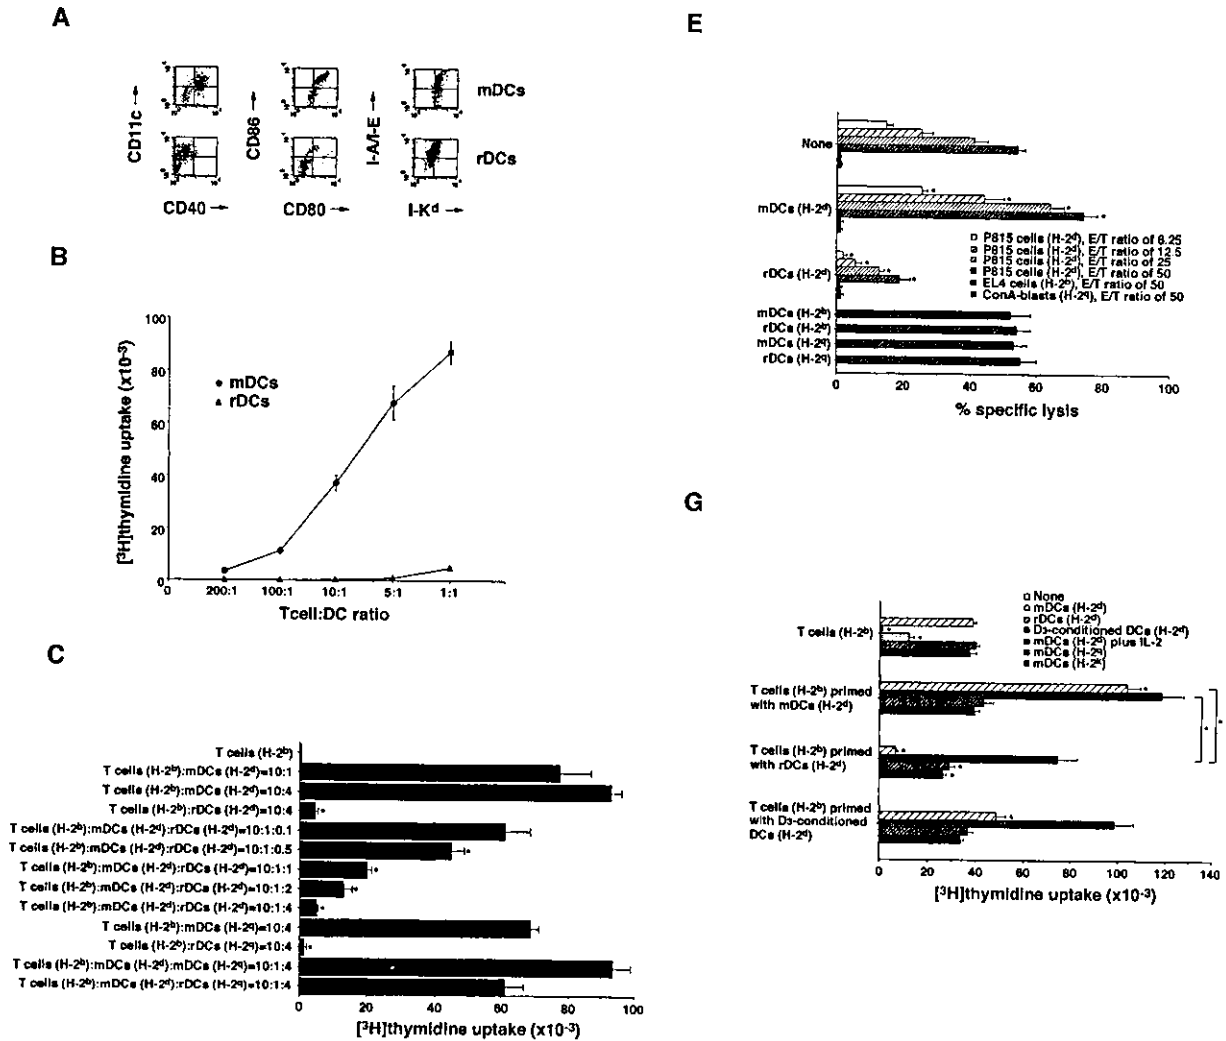 A
CD11c
CD86
I-A/I-E
mDCs
rDCs
CD40
CD80
I-Kᵈ
B
[³H]thymidine uptake (x10⁻³)
100
80
60
40
20
0
mDCs
rDCs
0
200:1
100:1
10:1
5:1
1:1
Tcell:DC ratio
C
T cells (H-2ᵇ)
T cells (H-2ᵇ):mDCs (H-2ᵈ)=10:1
T cells (H-2ᵇ):mDCs (H-2ᵈ)=10:4
T cells (H-2ᵇ):rDCs (H-2ᵈ)=10:4
T cells (H-2ᵇ):mDCs (H-2ᵈ):rDCs (H-2ᵈ)=10:1:0.1
T cells (H-2ᵇ):mDCs (H-2ᵈ):rDCs (H-2ᵈ)=10:1:0.5
T cells (H-2ᵇ):mDCs (H-2ᵈ):rDCs (H-2ᵈ)=10:1:1
T cells (H-2ᵇ):mDCs (H-2ᵈ):rDCs (H-2ᵈ)=10:1:2
T cells (H-2ᵇ):mDCs (H-2ᵈ):rDCs (H-2ᵈ)=10:1:4
T cells (H-2ᵇ):mDCs (H-2q)=10:4
T cells (H-2ᵇ):rDCs (H-2q)=10:4
T cells (H-2ᵇ):mDCs (H-2ᵈ):mDCs (H-2q)=10:1:4
T cells (H-2ᵇ):mDCs (H-2ᵈ):rDCs (H-2q)=10:1:4
0 20 40 60 80 100
[³H]thymidine uptake (x10⁻³)
E
None
mDCs (H-2ᵈ)
rDCs (H-2ᵈ)
mDCs (H-2ᵇ)
rDCs (H-2ᵇ)
mDCs (H-2q)
rDCs (H-2q)
P815 cells (H-2ᵈ), E/T ratio of 6.25
P815 cells (H-2ᵈ), E/T ratio of 12.5
P815 cells (H-2ᵈ), E/T ratio of 25
P815 cells (H-2ᵈ), E/T ratio of 50
EL4 cells (H-2ᵇ), E/T ratio of 50
ConA-blasts (H-2q), E/T ratio of 50
0 20 40 60 80 100
% specific lysis
G
None
mDCs (H-2ᵈ)
rDCs (H-2ᵈ)
D3-conditioned DCs (H-2ᵈ)
mDCs (H-2ᵈ) plus IL-2
mDCs (H-2q)
mDCs (H-2ᵏ)
T cells (H-2ᵇ)
T cells (H-2ᵇ) primed
with mDCs (H-2ᵈ)
T cells (H-2ᵇ) primed
with rDCs (H-2ᵈ)
T cells (H-2ᵇ) primed
with D3-conditioned
DCs (H-2ᵈ)
0 20 40 60 80 100 120 140
[³H]thymidine uptake (x10⁻³)